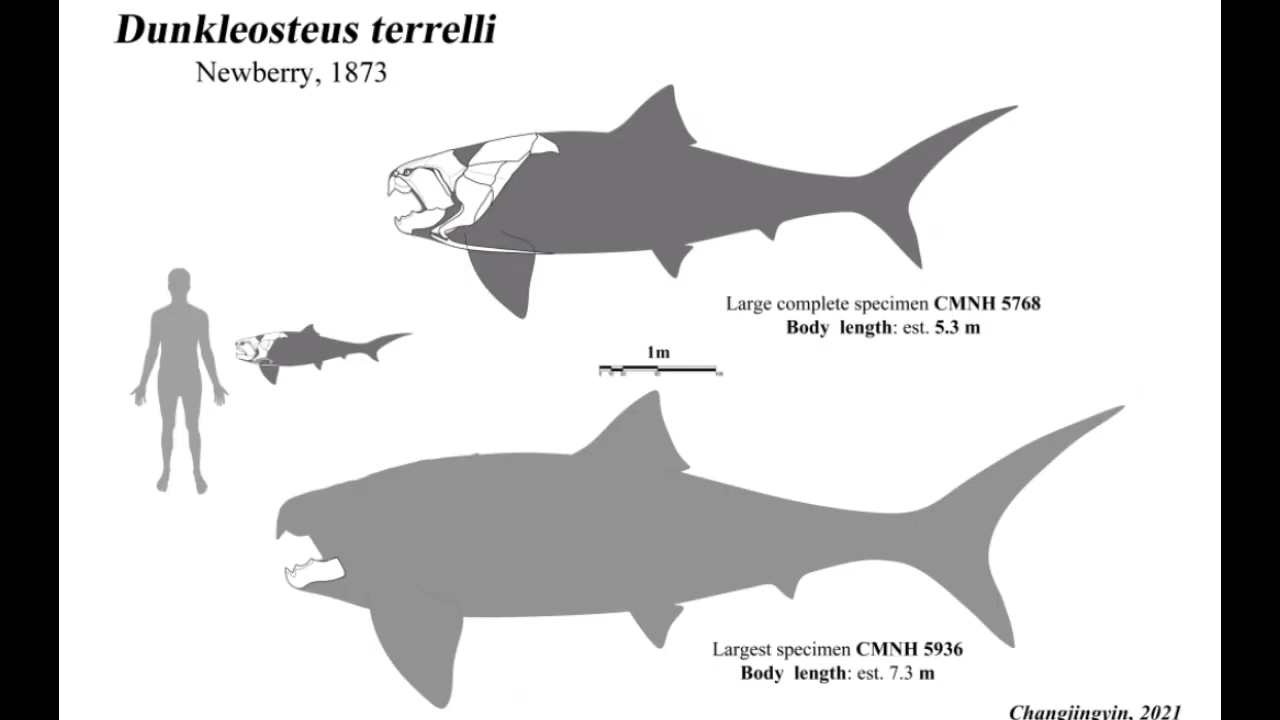 Dunkleosteus terrelli
Newberry, 1873
Large complete specimen CMNH 5768
Body length: est. 5.3 m
1m
Largest specimen CMNH 5936
Body length: est. 7.3 m
Changjingyin, 2021